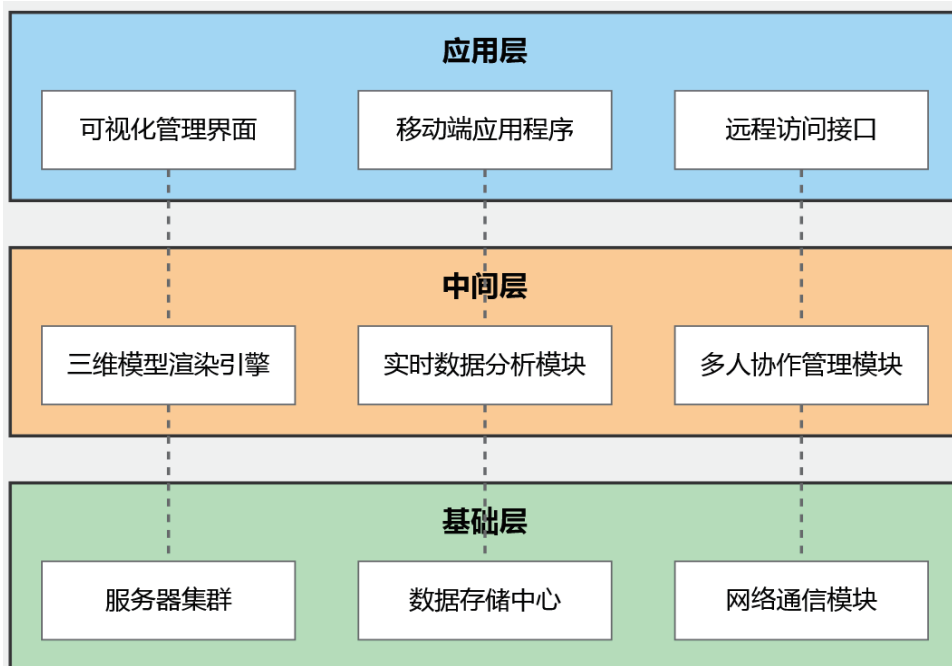 应用层
可视化管理界面
移动端应用程序
远程访问接口
中间层
三维模型渲染引擎
实时数据分析模块
多人协作管理模块
基础层
服务器集群
数据存储中心
网络通信模块